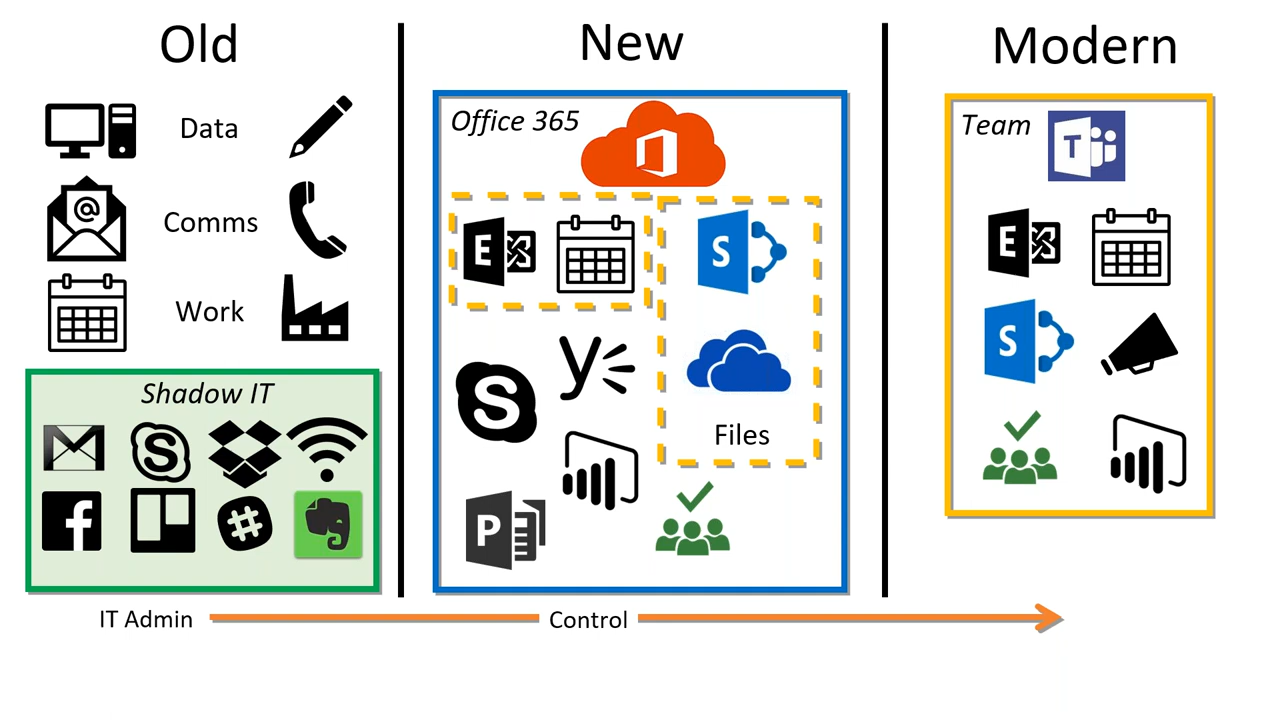 Old
New
Modern
Data
Comms
Work
Shadow IT
Office 365
E
S
y
S
Files
P
Team
T
E
S
IT Admin
Control